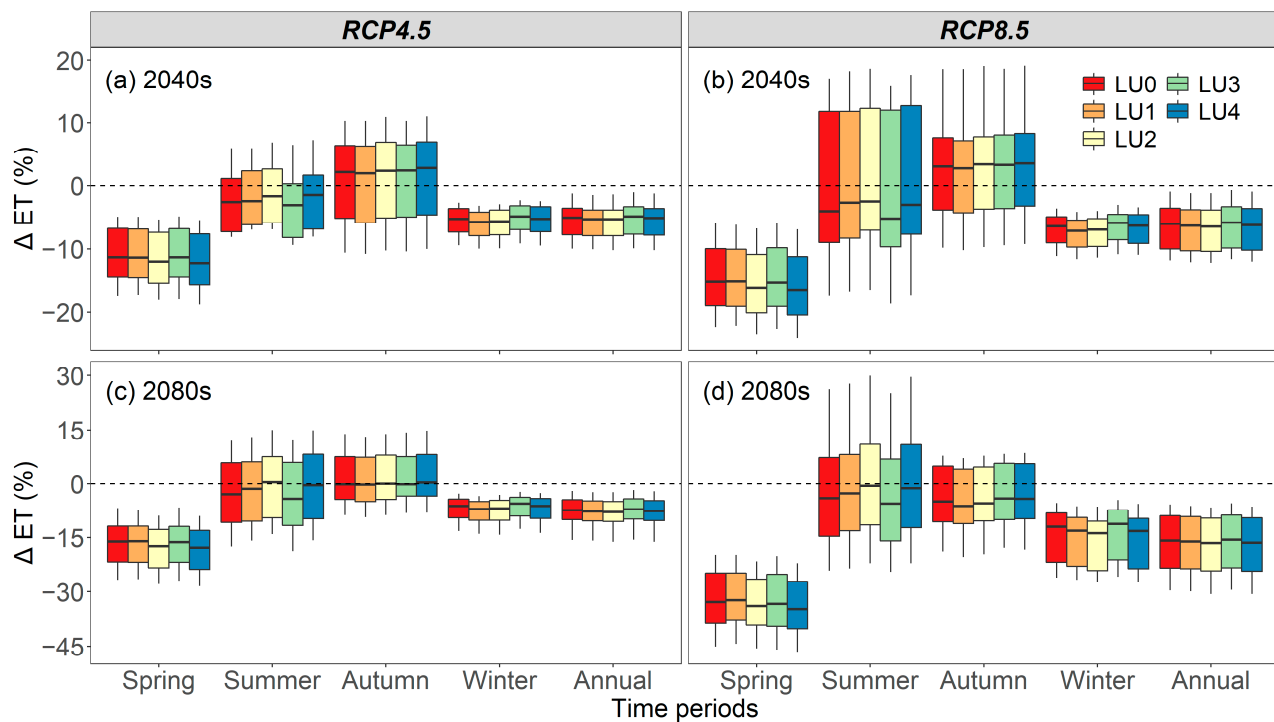 RCP4.5
RCP8.5
(a) 2040s
(b) 2040s
LU0
LU3
LU1
LU4
LU2
20
10
0
−10
−20
Δ ET (%)
(c) 2080s
(d) 2080s
30
15
0
−15
−30
−45
Δ ET (%)
Spring Summer Autumn Winter Annual
Spring Summer Autumn Winter Annual
Time periods